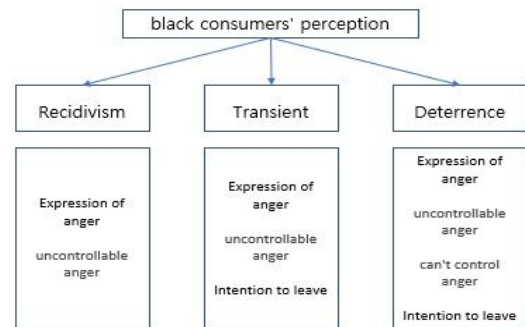 black consumers' perception
Recidivism
Transient
Deterrence
Expression of
anger
uncontrollable
anger
Expression of
anger
uncontrollable
anger
Intention to leave
Expression of
anger
uncontrollable
anger
can't control
anger
Intention to leave